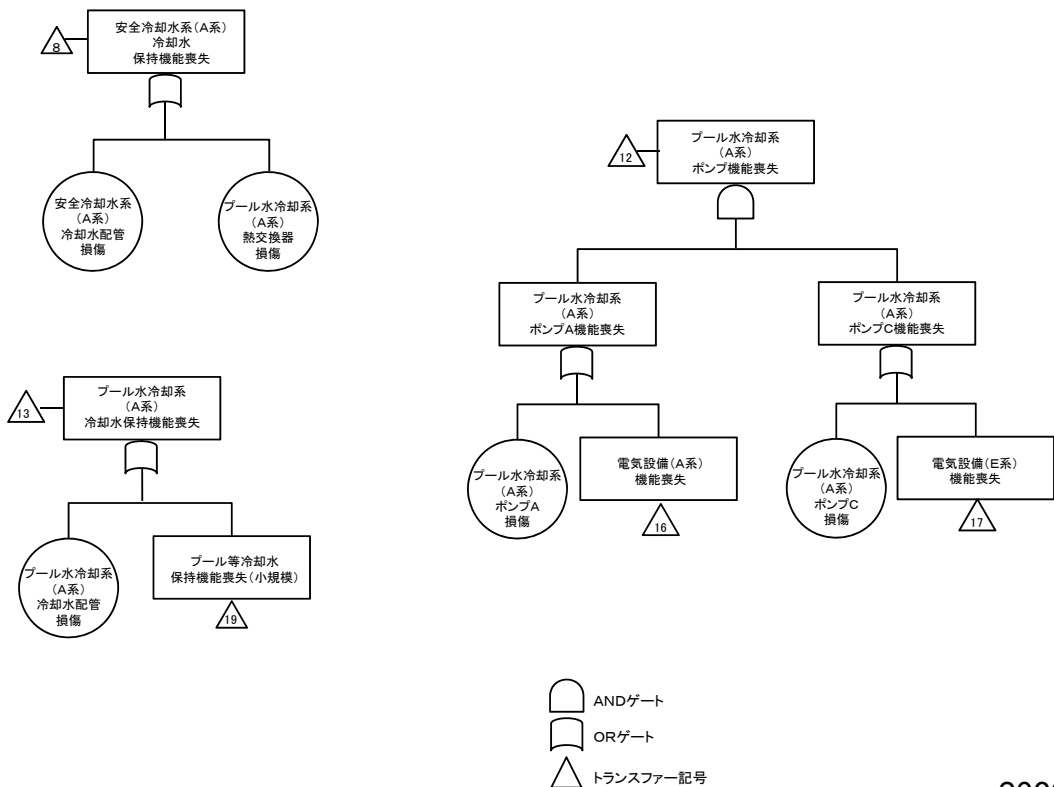 8
安全冷却水系(A系)
冷却水
保持機能喪失
安全冷却水系
(A系)
冷却水配管
損傷
プール水冷却系
(A系)
熱交換器
損傷
12
プール水冷却系
(A系)
ポンプ機能喪失
プール水冷却系
(A系)
ポンプA機能喪失
プール水冷却系
(A系)
ポンプC機能喪失
プール水冷却系
(A系)
ポンプA
損傷
電気設備(A系)
機能喪失
16
プール水冷却系
(A系)
ポンプC
損傷
電気設備(E系)
機能喪失
17
13
プール水冷却系
(A系)
冷却水保持機能喪失
プール水冷却系
(A系)
冷却水配管
損傷
プール等冷却水
保持機能喪失(小規模)
19
ANDゲート
ORゲート
トランスファー記号